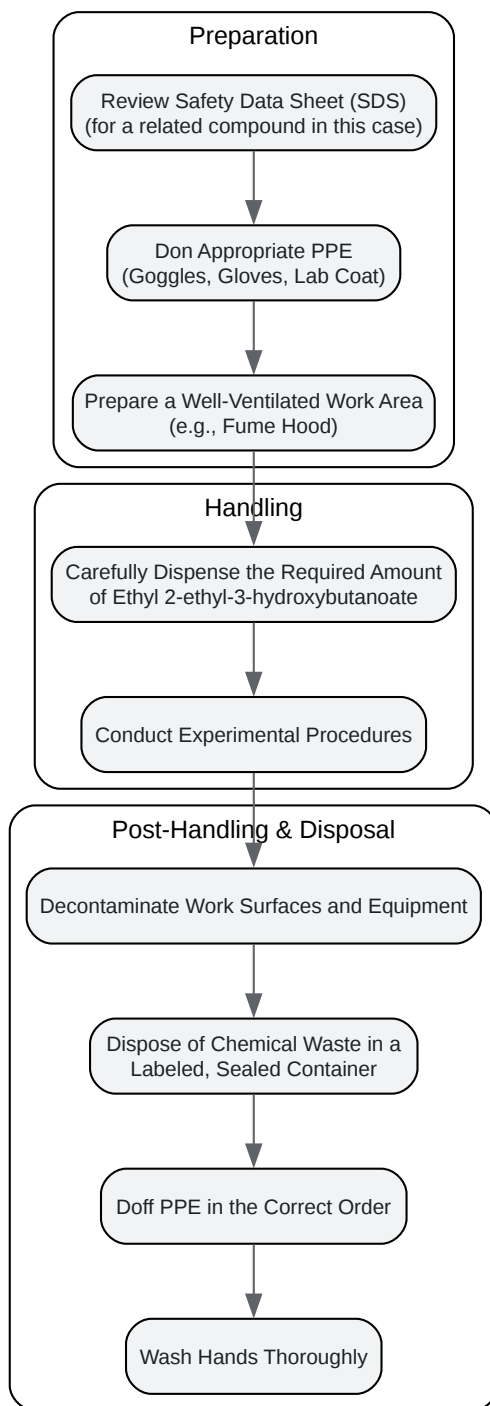 Preparation
Review Safety Data Sheet (SDS)
(for a related compound in this case)
Don Appropriate PPE
(Goggles, Gloves, Lab Coat)
Prepare a Well-Ventilated Work Area
(e.g., Fume Hood)
Handling
Carefully Dispense the Required Amount
of Ethyl 2-ethyl-3-hydroxybutanoate
Conduct Experimental Procedures
Post-Handling & Disposal
Decontaminate Work Surfaces and Equipment
Dispose of Chemical Waste in a
Labeled, Sealed Container
Doff PPE in the Correct Order
Wash Hands Thoroughly